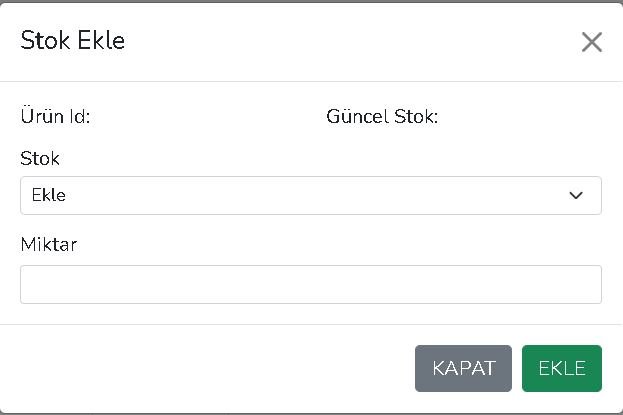 Stok Ekle
Ürün Id: Güncel Stok:
Stok
Ekle
Miktar
KAPAT EKLE